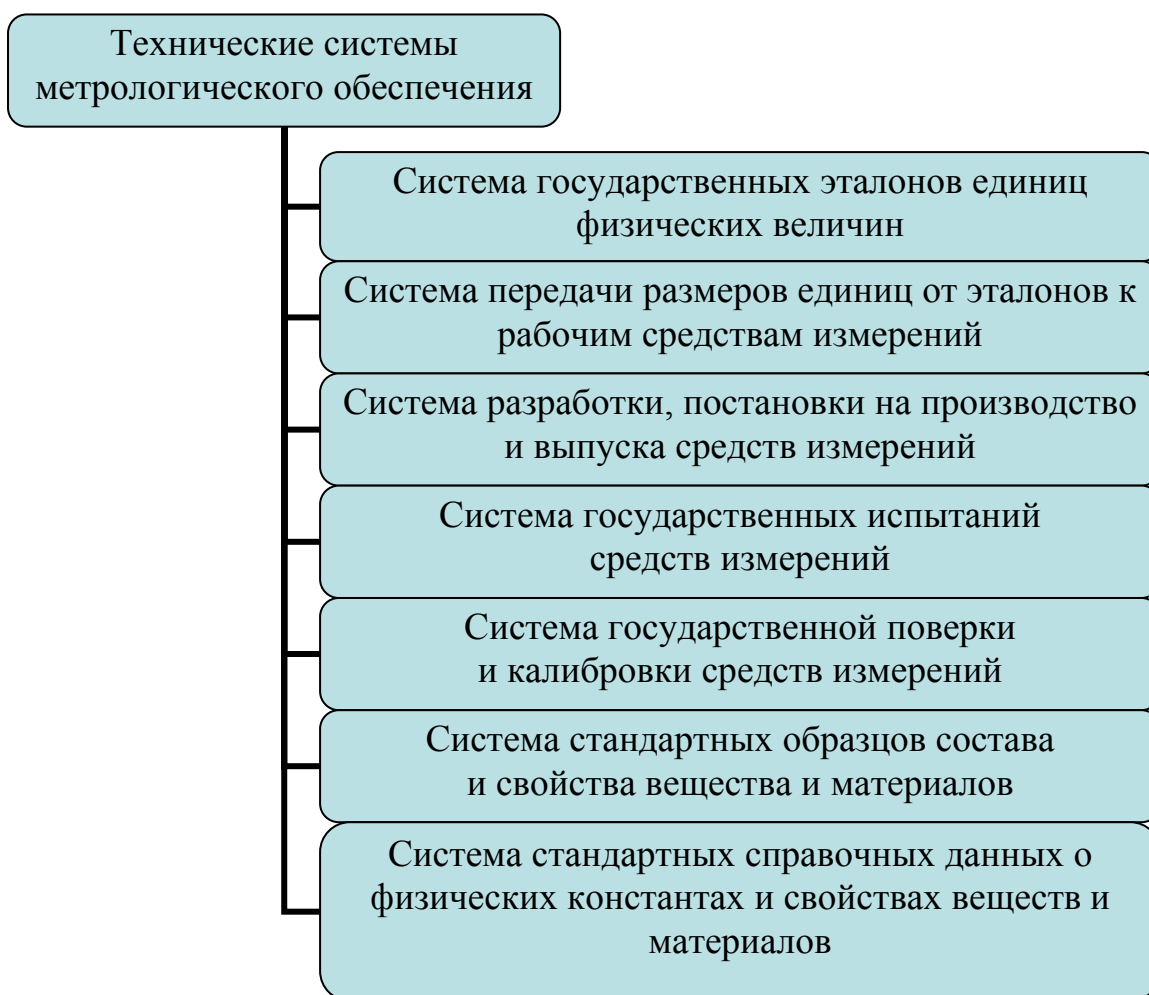 Технические системы
метрологического обеспечения
Система государственных эталонов единиц
физических величин
Система передачи размеров единиц от эталонов к
рабочим средствам измерений
Система разработки, постановки на производство
и выпуска средств измерений
Система государственных испытаний
средств измерений
Система государственной поверки
и калибровки средств измерений
Система стандартных образцов состава
и свойства вещества и материалов
Система стандартных справочных данных о
физических константах и свойствах веществ и
материалов